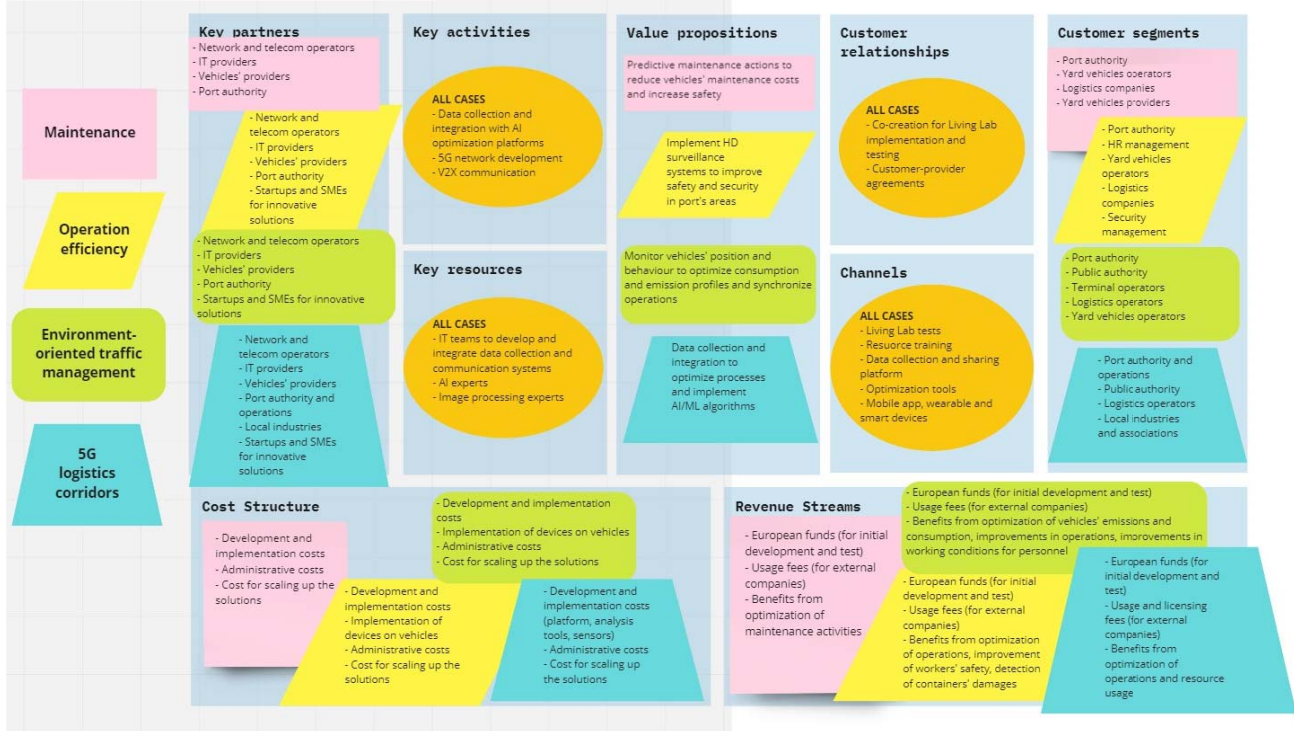 Maintenance
Operation
efficiency
Environment-
oriented traffic
management
5G
logistics
corridors
Key partners
- Network and telecom operators
- IT providers
- Vehicles' providers
- Port authority
- Network and
telecom operators
- IT providers
- Vehicles' providers
- Port authority
- Startups and SMEs
for innovative
solutions
- Network and telecom operators
- IT providers
- Vehicles' providers
- Port authority
- Startups and SMEs for innovative
solutions
- Network and
telecom operators
- IT providers
- Vehicles' providers
- Port authority and
operations
- Local industries
- Startups and SMEs
for innovative
solutions
Key activities
ALL CASES
- Data collection and
integration with AI
optimization platforms
- 5G network development
- V2X communication
Key resources
ALL CASES
- IT teams to develop and
integrate data collection and
communication systems
- AI experts
- Image processing experts
Value propositions
Predictive maintenance actions to
reduce vehicles' maintenance costs
and increase safety
Implement HD
surveillance
systems to improve
safety and security
in port's areas
Monitor vehicles' position and
behaviour to optimize consumption
and emission profiles and synchronize
operations
Data collection and
integration to
optimize processes
and implement
AI/ML algorithms
Customer
relationships
ALL CASES
- Co-creation for Living Lab
implementation and
testing
- Customer-provider
agreements
Channels
ALL CASES
- Living Lab tests
- Resuorce training
- Data collection and sharing
platform
- Optimization tools
- Mobile app, wearable and
smart devices
Customer segments
- Port authority
- Yard vehicles operators
- Logistics companies
- Yard vehicles providers
- Port authority
- HR management
- Yard vehicles
operators
- Logistics
companies
- Security
management
- Port authority
- Public authority
- Terminal operators
- Logistics operators
- Yard vehicles operators
- Port authority and
operations
- Public authority
- Logistics operators
- Local industries
and associations
Cost Structure
- Development and
implementation costs
- Administrative costs
- Cost for scaling up the
solutions
- Development and
implementation costs
- Implementation of
devices on vehicles
- Administrative costs
- Cost for scaling up the
solutions
- Development and implementation
costs
- Implementation of devices on vehicles
- Administrative costs
- Cost for scaling up the solutions
- Development and
implementation costs
(platform, analysis
tools, sensors)
- Administrative costs
- Cost for scaling up
the solutions
Revenue Streams
- European funds (for initial
development and test)
- Usage fees (for external
companies)
- Benefits from
optimization of
maintenance activities
- European funds (for initial development and test)
- Usage fees (for external companies)
- Benefits from optimization of vehicles' emissions and
consumption, improvements in operations, imorovements in
working conditions for personnel
- European funds (for initial
development and test)
- Usage fees (for external
companies)
- Benefits from optimization
of operations, improvement
of workers' safety, detection
of containers' damages
- European funds (for
initial development and
test)
- Usage and licensing
fees (for external
companies)
- Benefits from
optimization of
operations and resource
usage